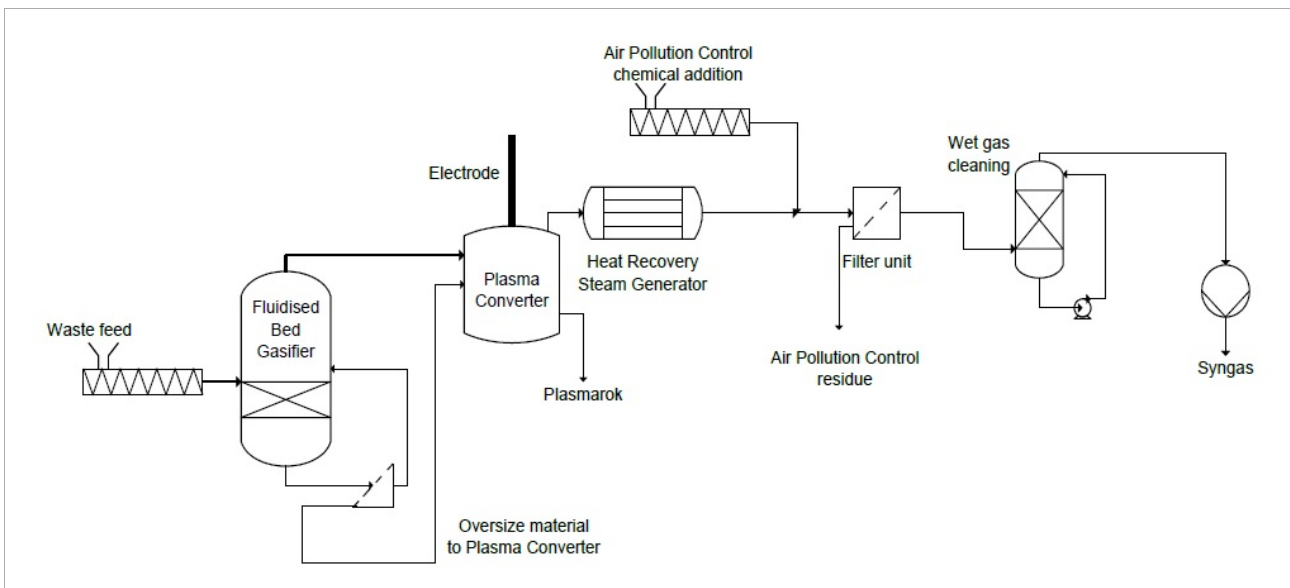 Air Pollution Control
chemical addition
Wet gas
cleaning
Electrode
Plasma
Converter
Heat Recovery
Steam Generator
Filter unit
Fluidised
Bed
Gasifier
Waste feed
Air Pollution Control
residue
Syngas
Plasmarok
Oversize material
to Plasma Converter